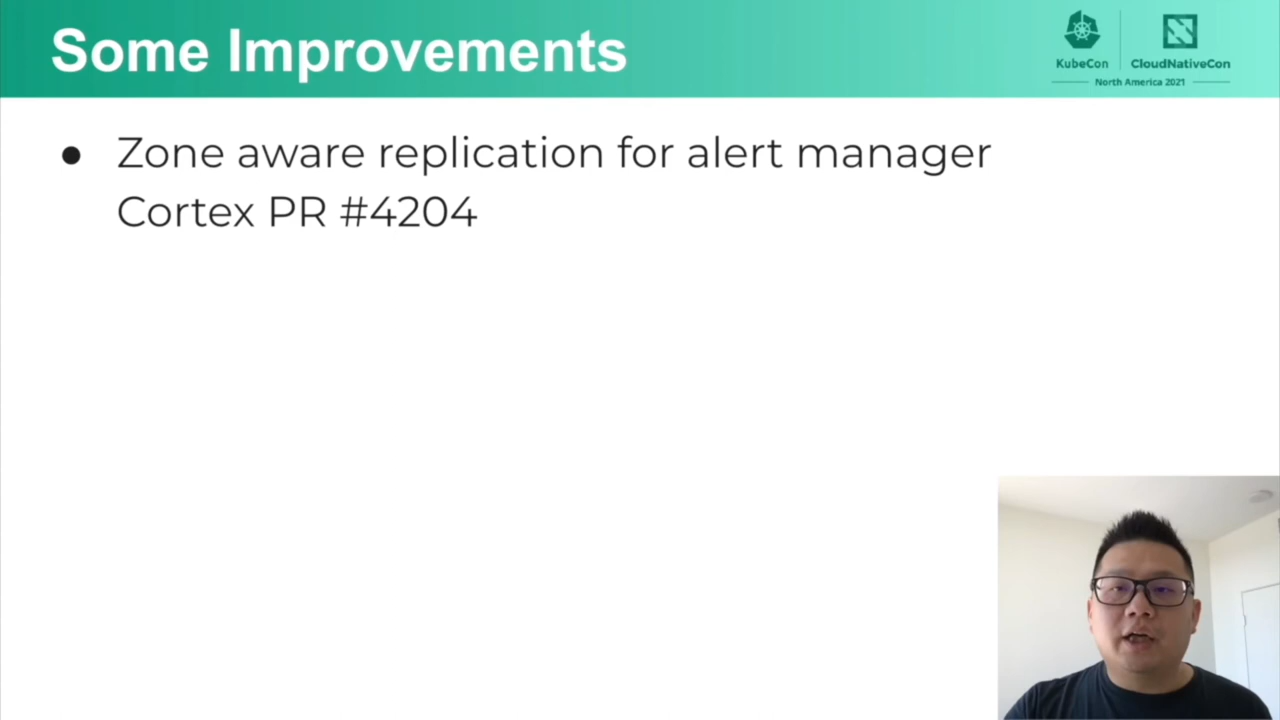 Some Improvements
KubeCon
CloudNativeCon
North America 2021
● Zone aware replication for alert manager
Cortex PR #4204